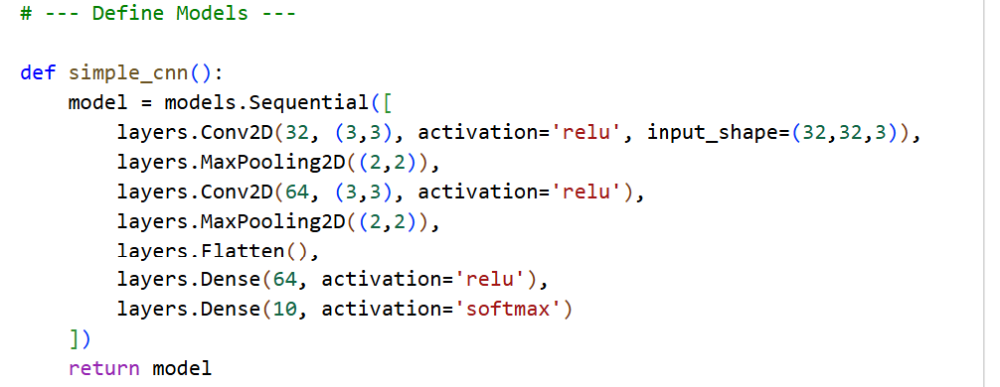 # --- Define Models ---
def simple_cnn():
    model = models.Sequential([
        layers.Conv2D(32, (3,3), activation='relu', input_shape=(32,32,3)),
        layers.MaxPooling2D((2,2)),
        layers.Conv2D(64, (3,3), activation='relu'),
        layers.MaxPooling2D((2,2)),
        layers.Flatten(),
        layers.Dense(64, activation='relu'),
        layers.Dense(10, activation='softmax')
    ])
    return model